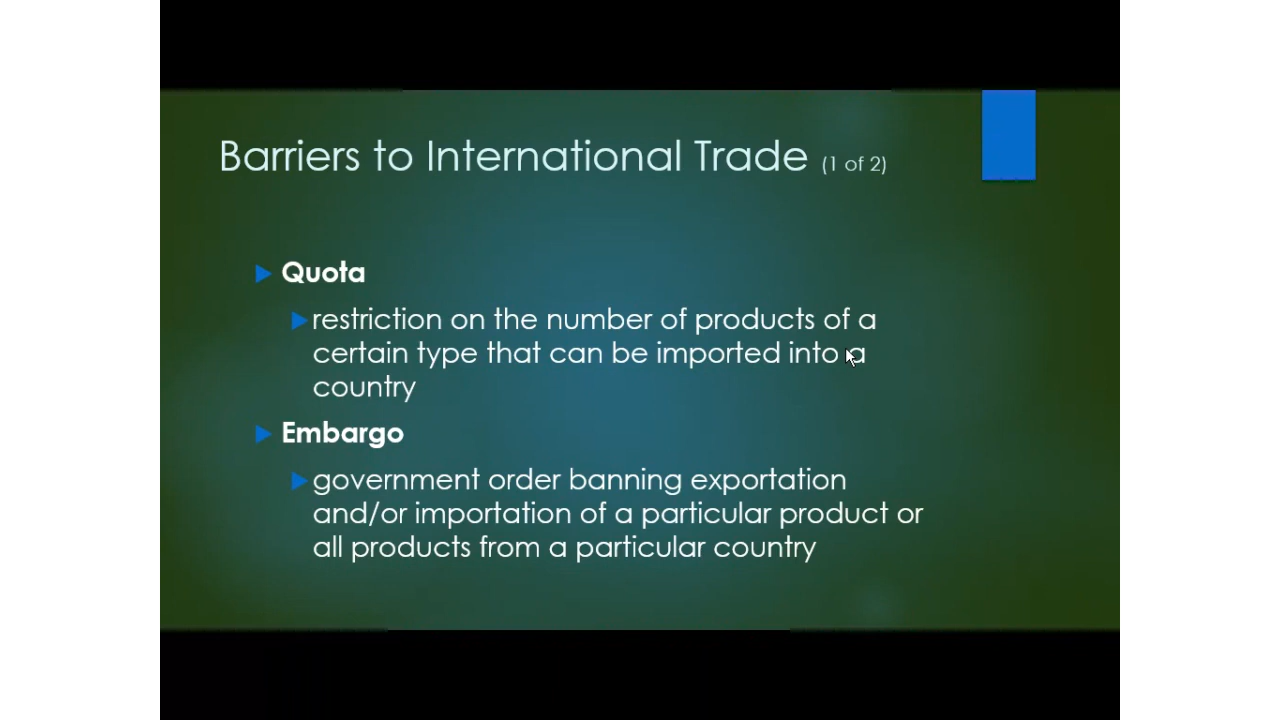 Barriers to International Trade (1 of 2)
Quota
restriction on the number of products of a
certain type that can be imported into a
country
Embargo
government order banning exportation
and/or importation of a particular product or
all products from a particular country